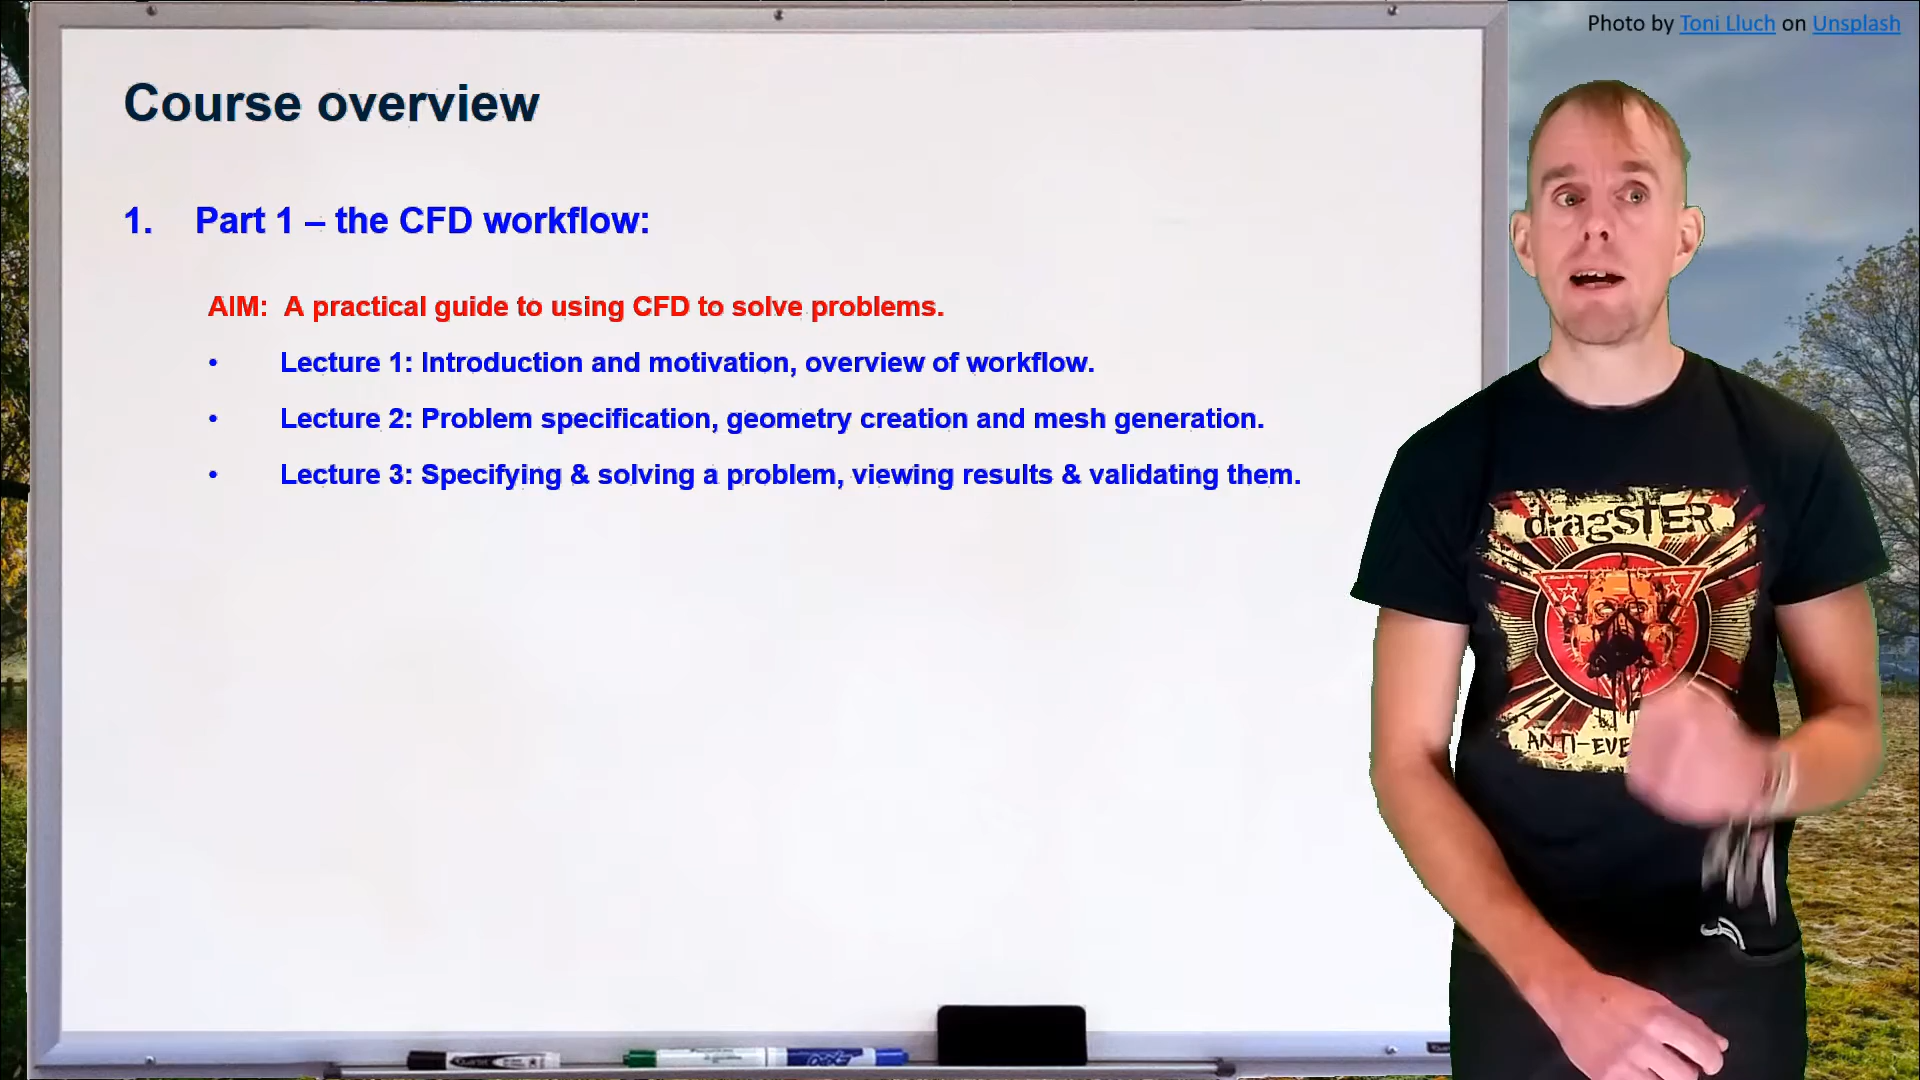 Photo by Toni Lluch on Unsplash
Course overview
1. Part 1 – the CFD workflow:
AIM: A practical guide to using CFD to solve problems.
• Lecture 1: Introduction and motivation, overview of workflow.
• Lecture 2: Problem specification, geometry creation and mesh generation.
• Lecture 3: Specifying & solving a problem, viewing results & validating them.
dragSTER
ANTI-EVE